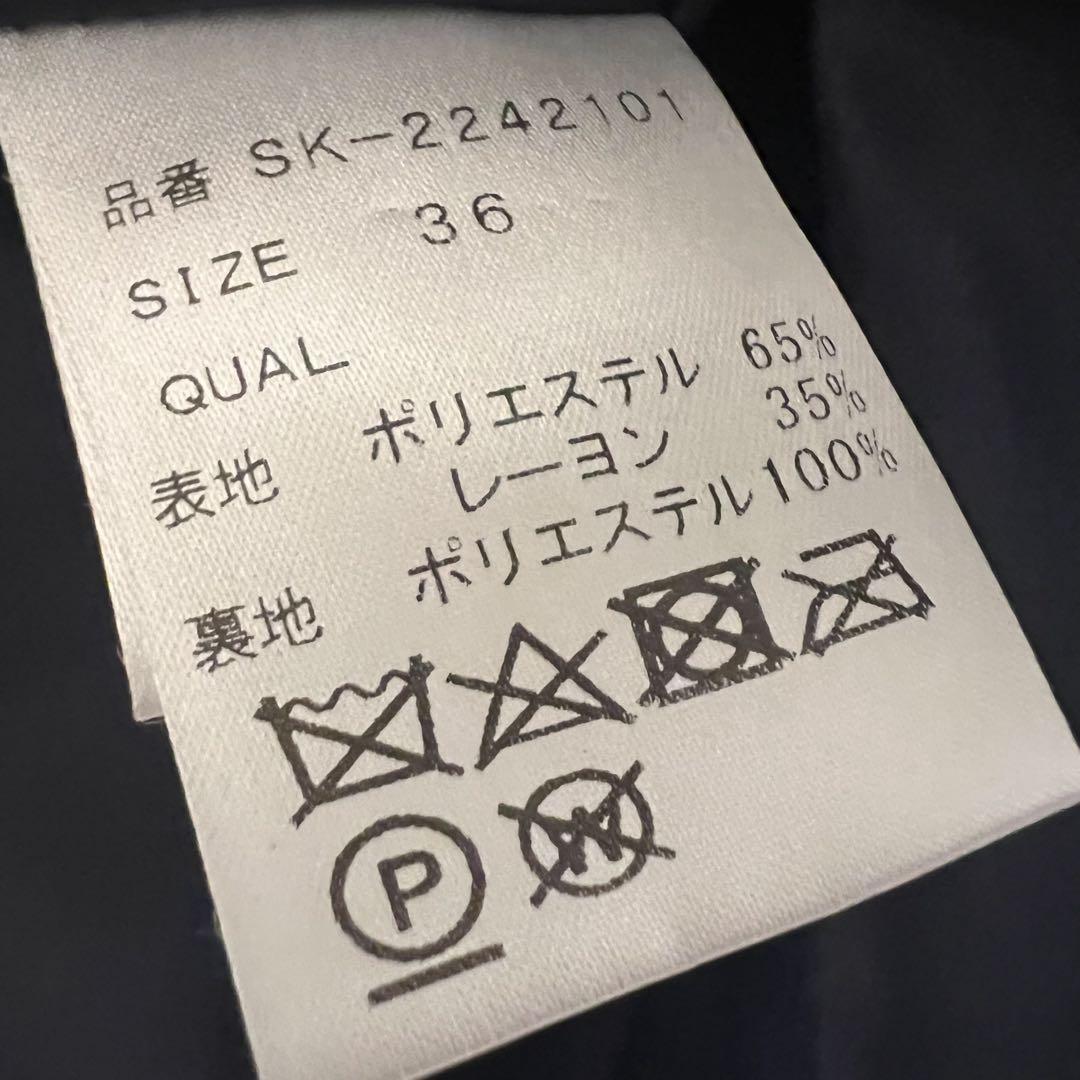 品番 SK-2242101
SIZE 36
QUAL
表地 ポリエステル 65%
レーヨン 35%
裏地 ポリエステル100%
P
W